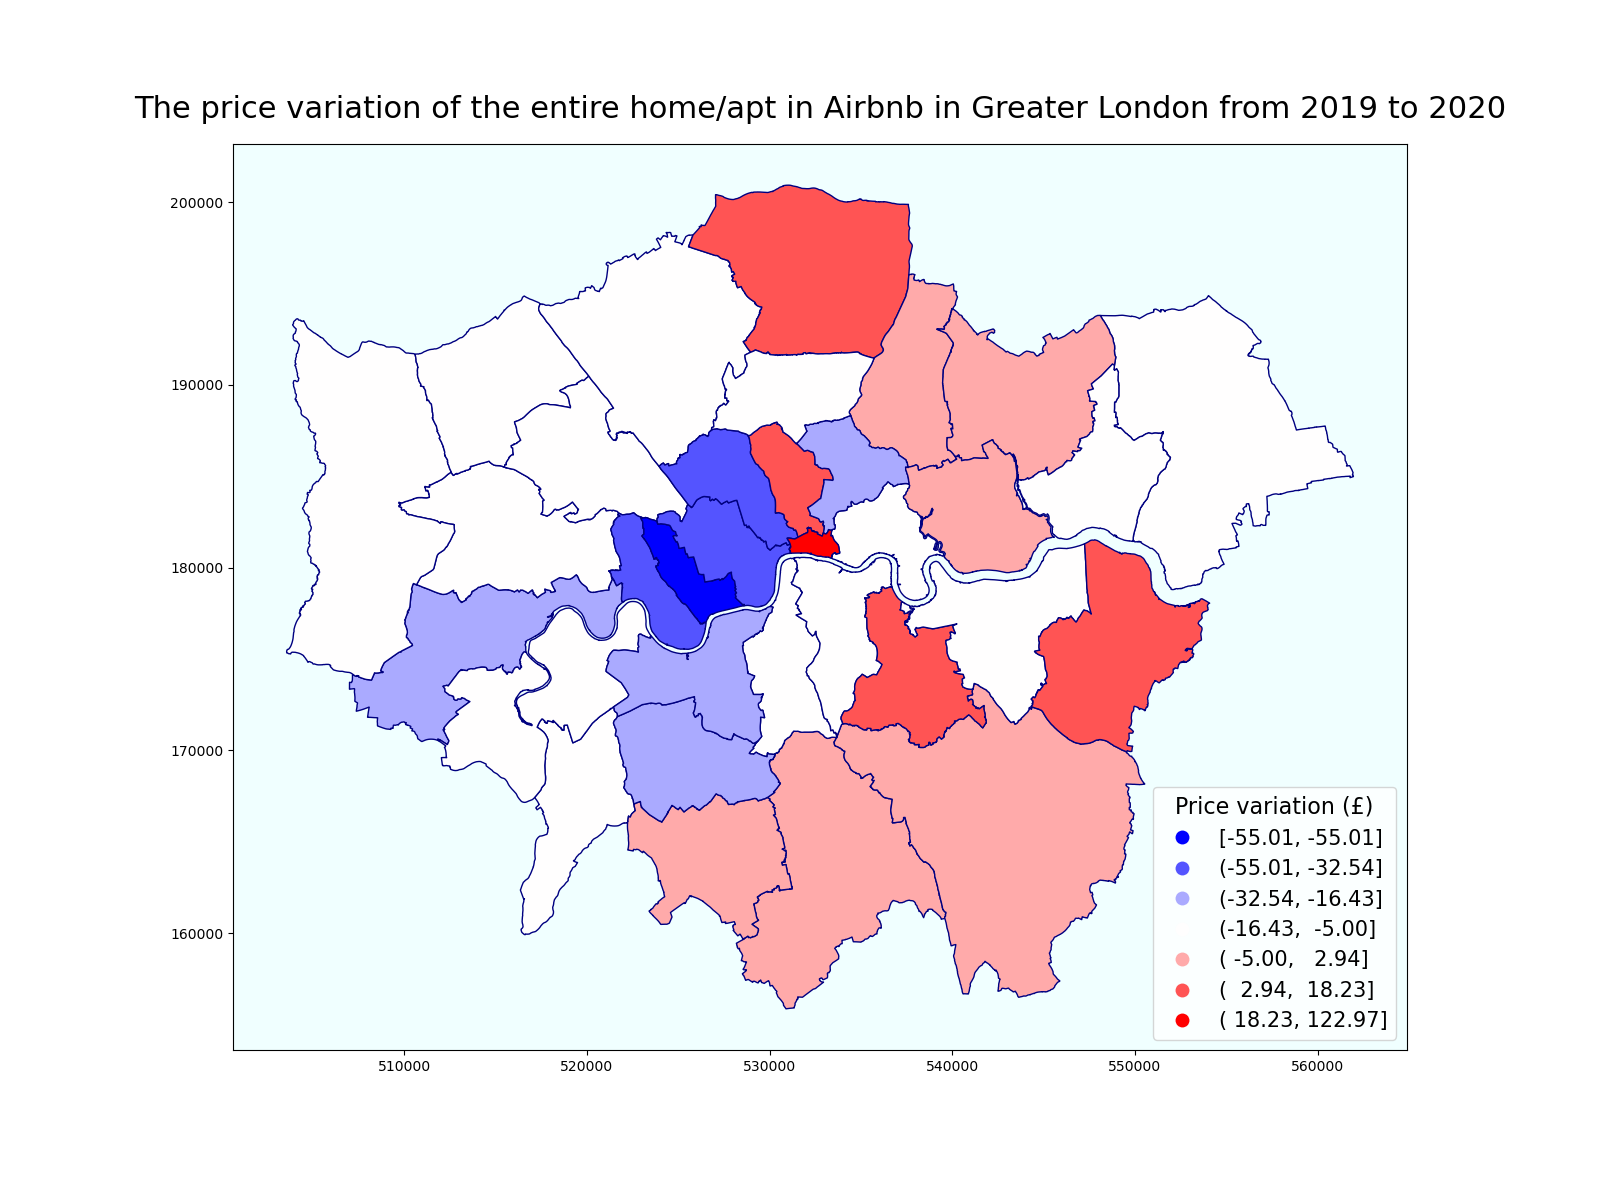 The price variation of the entire home/apt in Airbnb in Greater London from 2019 to 2020
200000
190000
180000
170000
160000
510000 520000 530000 540000 550000 560000
Price variation (£)
[-55.01, -55.01]
(-55.01, -32.54]
(-32.54, -16.43]
(-16.43, -5.00]
( -5.00, 2.94]
( 2.94, 18.23]
( 18.23, 122.97]